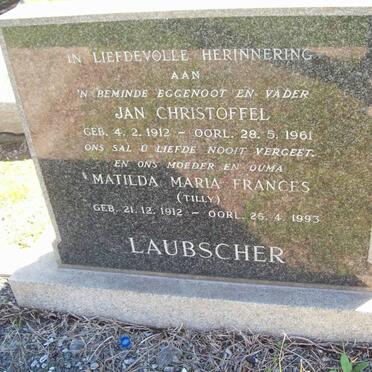 IN LIEFDEVOLLE HERINNERING
AAN
'N BEMINDE EGGENOOT EN VADER
JAN CHRISTOFFEL
GEB. 4. 2. 1912 – OORL. 28. 5. 1961
ONS SAL U LIEFDE NOOIT VERGEET.
EN ONS MOEDER EN OUMA
MATILDA MARIA FRANCES
(TILLY)
GEB. 21. 12. 1912 – OORL. 25. 4. 1993
LAUBSCHER